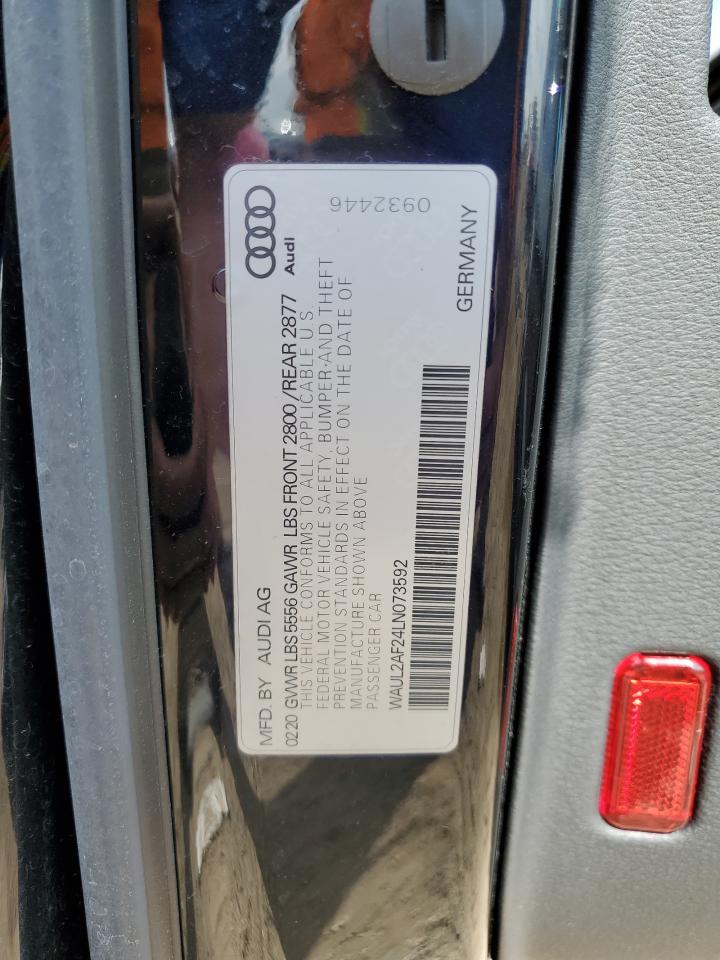 MFD. BY AUDI AG
0220 GVWR LBS 5556 GAWR LBS FRONT 2800 /REAR 2877
THIS VEHICLE CONFORMS TO ALL APPLICABLE U.S.
FEDERAL MOTOR VEHICLE SAFETY, BUMPER AND THEFT
PREVENTION STANDARDS IN EFFECT ON THE DATE OF
MANUFACTURE SHOWN ABOVE
PASSENGER CAR
WAUL2AF24LN073592
Audi
0932446
GERMANY